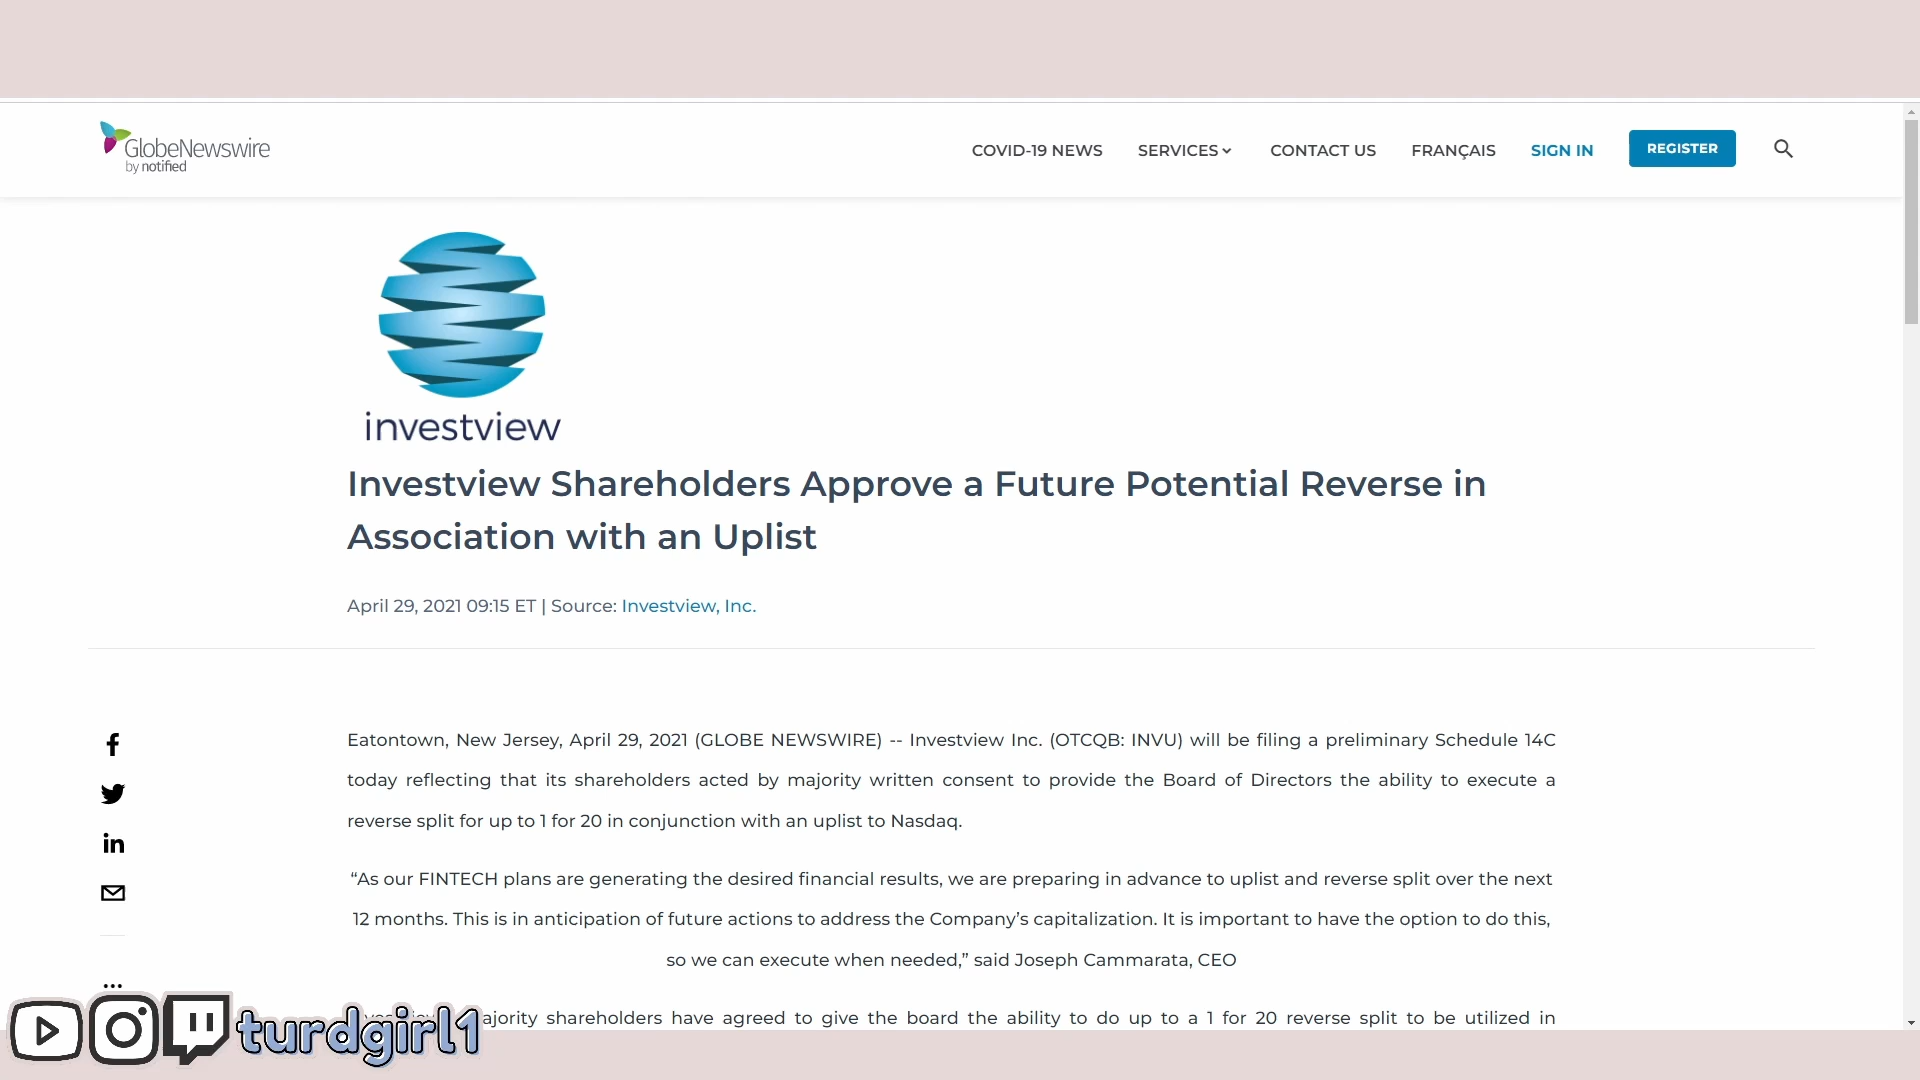 GlobeNewswire
by notified
COVID-19 NEWS SERVICES CONTACT US FRANÇAIS SIGN IN REGISTER
investview
Investview Shareholders Approve a Future Potential Reverse in
Association with an Uplist
April 29, 2021 09:15 ET | Source: Investview, Inc.
Eatontown, New Jersey, April 29, 2021 (GLOBE NEWSWIRE) -- Investview Inc. (OTCQB: INVU) will be filing a preliminary Schedule 14C
today reflecting that its shareholders acted by majority written consent to provide the Board of Directors the ability to execute a
reverse split for up to 1 for 20 in conjunction with an uplist to Nasdaq.
“As our FINTECH plans are generating the desired financial results, we are preparing in advance to uplist and reverse split over the next
12 months. This is in anticipation of future actions to address the Company’s capitalization. It is important to have the option to do this,
so we can execute when needed,” said Joseph Cammarata, CEO
shareholders have agreed to give the board the ability to do up to a 1 for 20 reverse split to be utilized in
turdgirl1